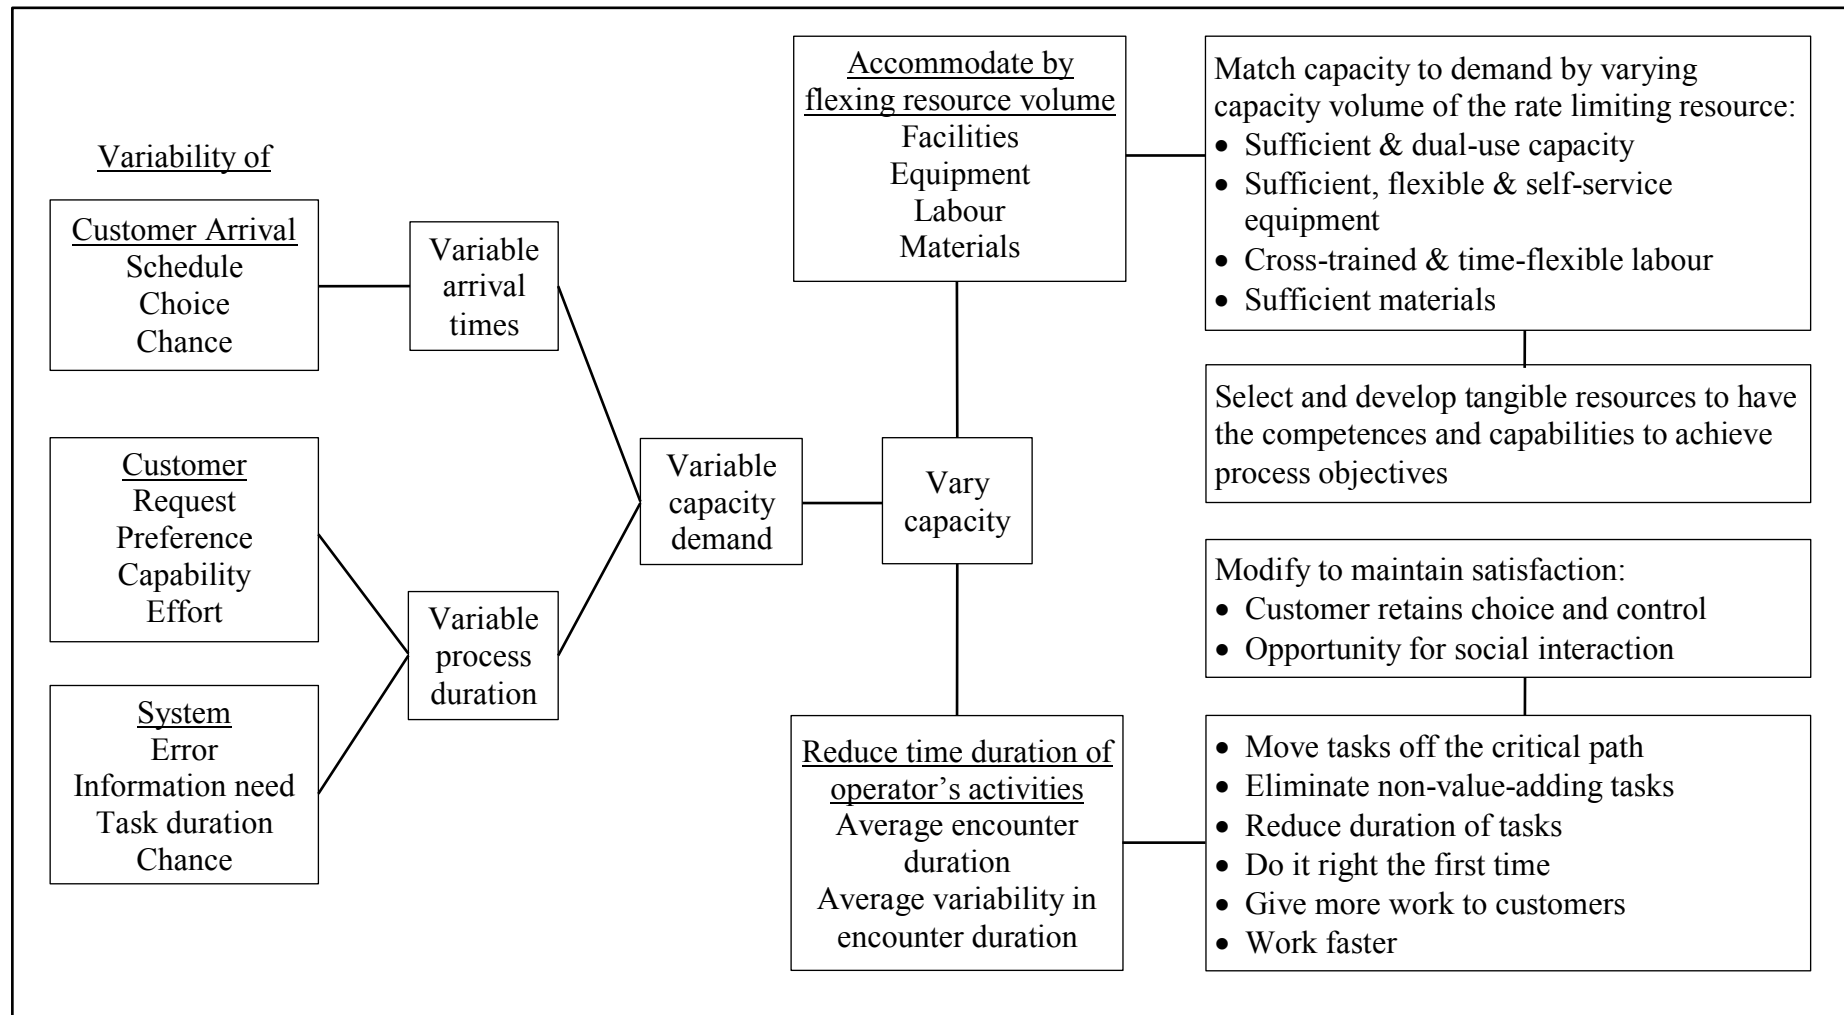 Variability of
Customer Arrival
Schedule
Choice
Chance
Customer
Request
Preference
Capability
Effort
System
Error
Information need
Task duration
Chance
Variable
arrival
times
Variable
process
duration
Variable
capacity
demand
Vary
capacity
Accommodate by
flexing resource volume
Facilities
Equipment
Labour
Materials
Reduce time duration of
operator’s activities
Average encounter
duration
Average variability in
encounter duration
Match capacity to demand by varying
capacity volume of the rate limiting resource:
• Sufficient & dual-use capacity
• Sufficient, flexible & self-service
equipment
• Cross-trained & time-flexible labour
• Sufficient materials
Select and develop tangible resources to have
the competences and capabilities to achieve
process objectives
Modify to maintain satisfaction:
• Customer retains choice and control
• Opportunity for social interaction
• Move tasks off the critical path
• Eliminate non-value-adding tasks
• Reduce duration of tasks
• Do it right the first time
• Give more work to customers
• Work faster